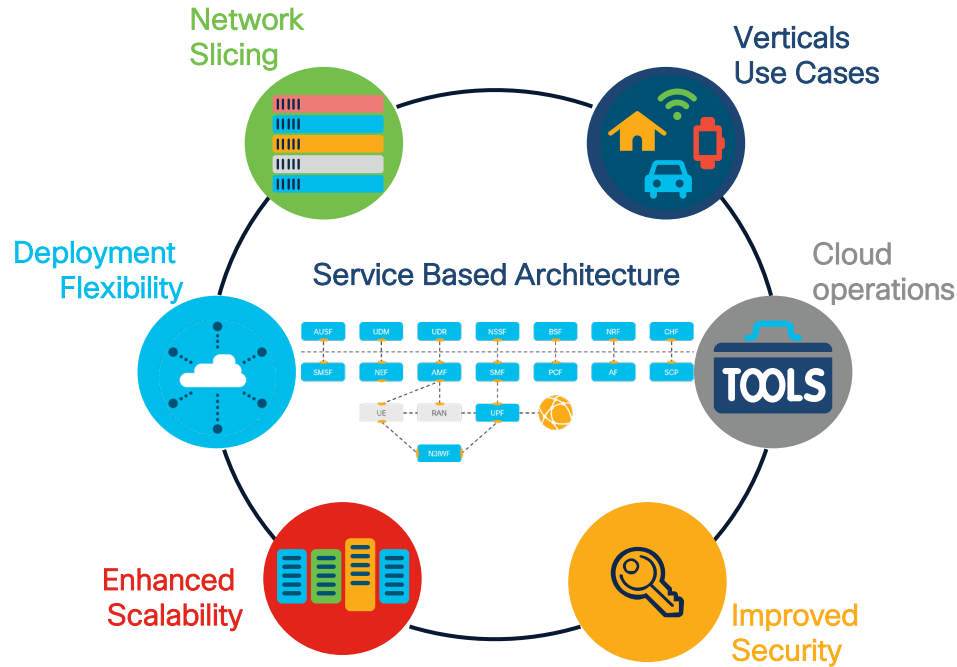 Network
Slicing
Verticals
Use Cases
Deployment
Flexibility
Service Based Architecture
Cloud
operations
AUSF UDM UDR NSSF BSF NRF CHF
SMSF NEF AMF SMF PCF AF SCP
UE RAN UPF
N3IWF
TOOLS
Enhanced
Scalability
Improved
Security